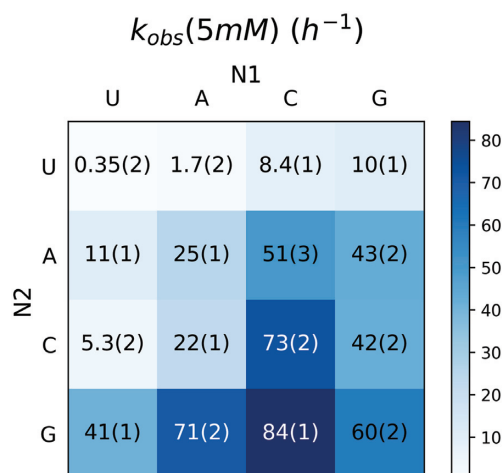 k_obs(5mM) (h⁻¹)
N1
U A C G
U 0.35(2) 1.7(2) 8.4(1) 10(1)
A 11(1) 25(1) 51(3) 43(2)
N2
C 5.3(2) 22(1) 73(2) 42(2)
G 41(1) 71(2) 84(1) 60(2)
80
70
60
50
40
30
20
10